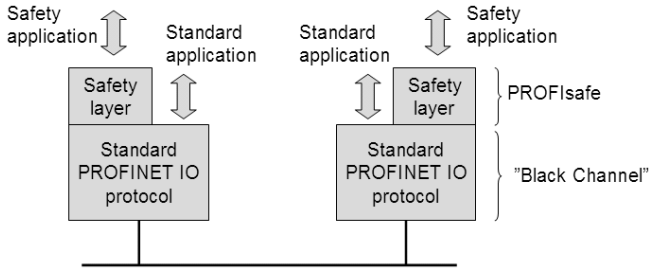 Safety
application
Standard
application
Standard
application
Safety
application
Safety
layer
Safety
layer
PROFIsafe
Standard
PROFINET IO
protocol
Standard
PROFINET IO
protocol
”Black Channel”